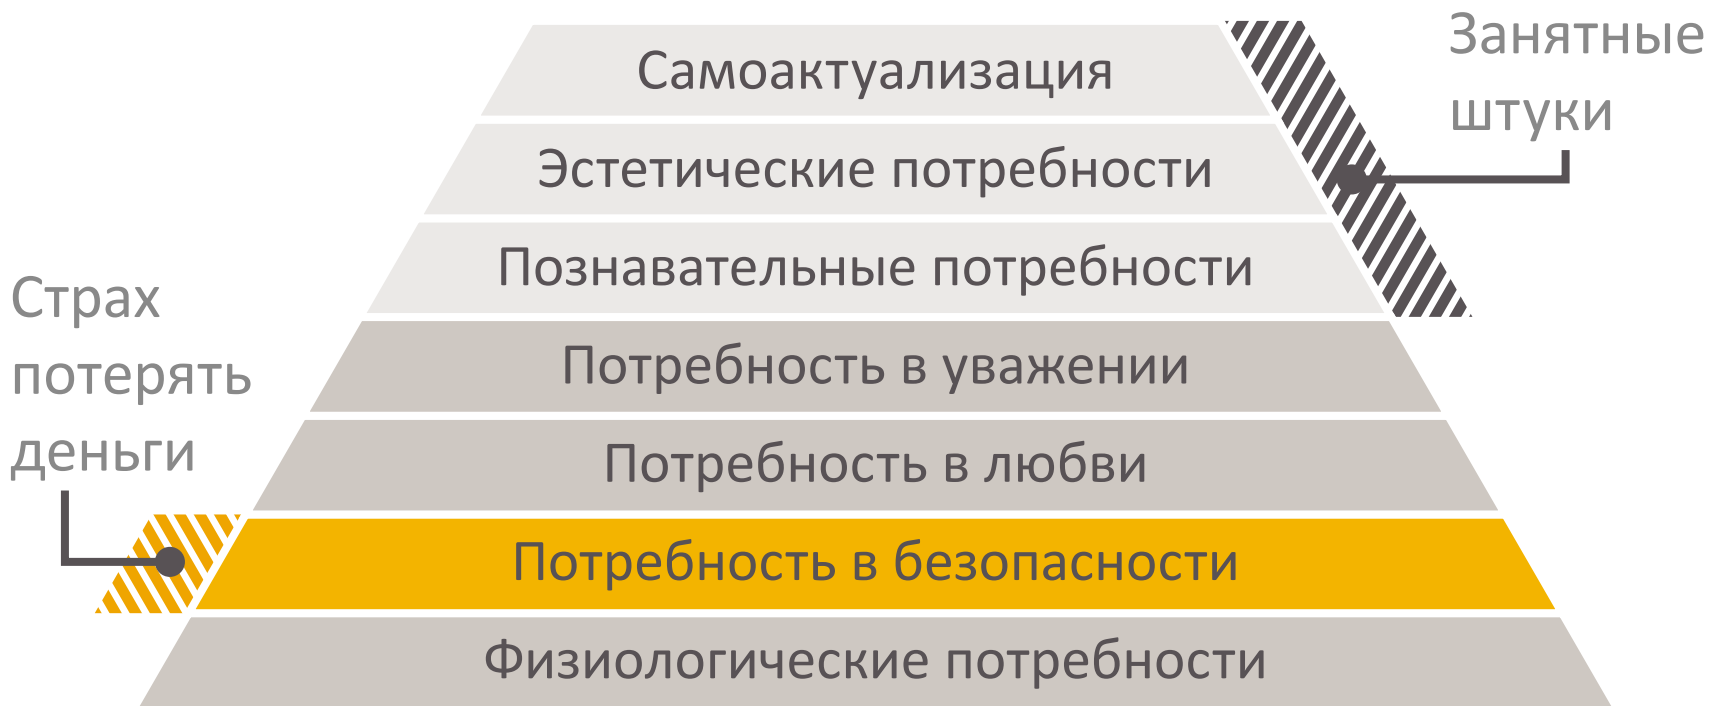 Занятные
штуки
Самоактуализация
Эстетические потребности
Познавательные потребности
Страх
потерять
деньги
Потребность в уважении
Потребность в любви
Потребность в безопасности
Физиологические потребности